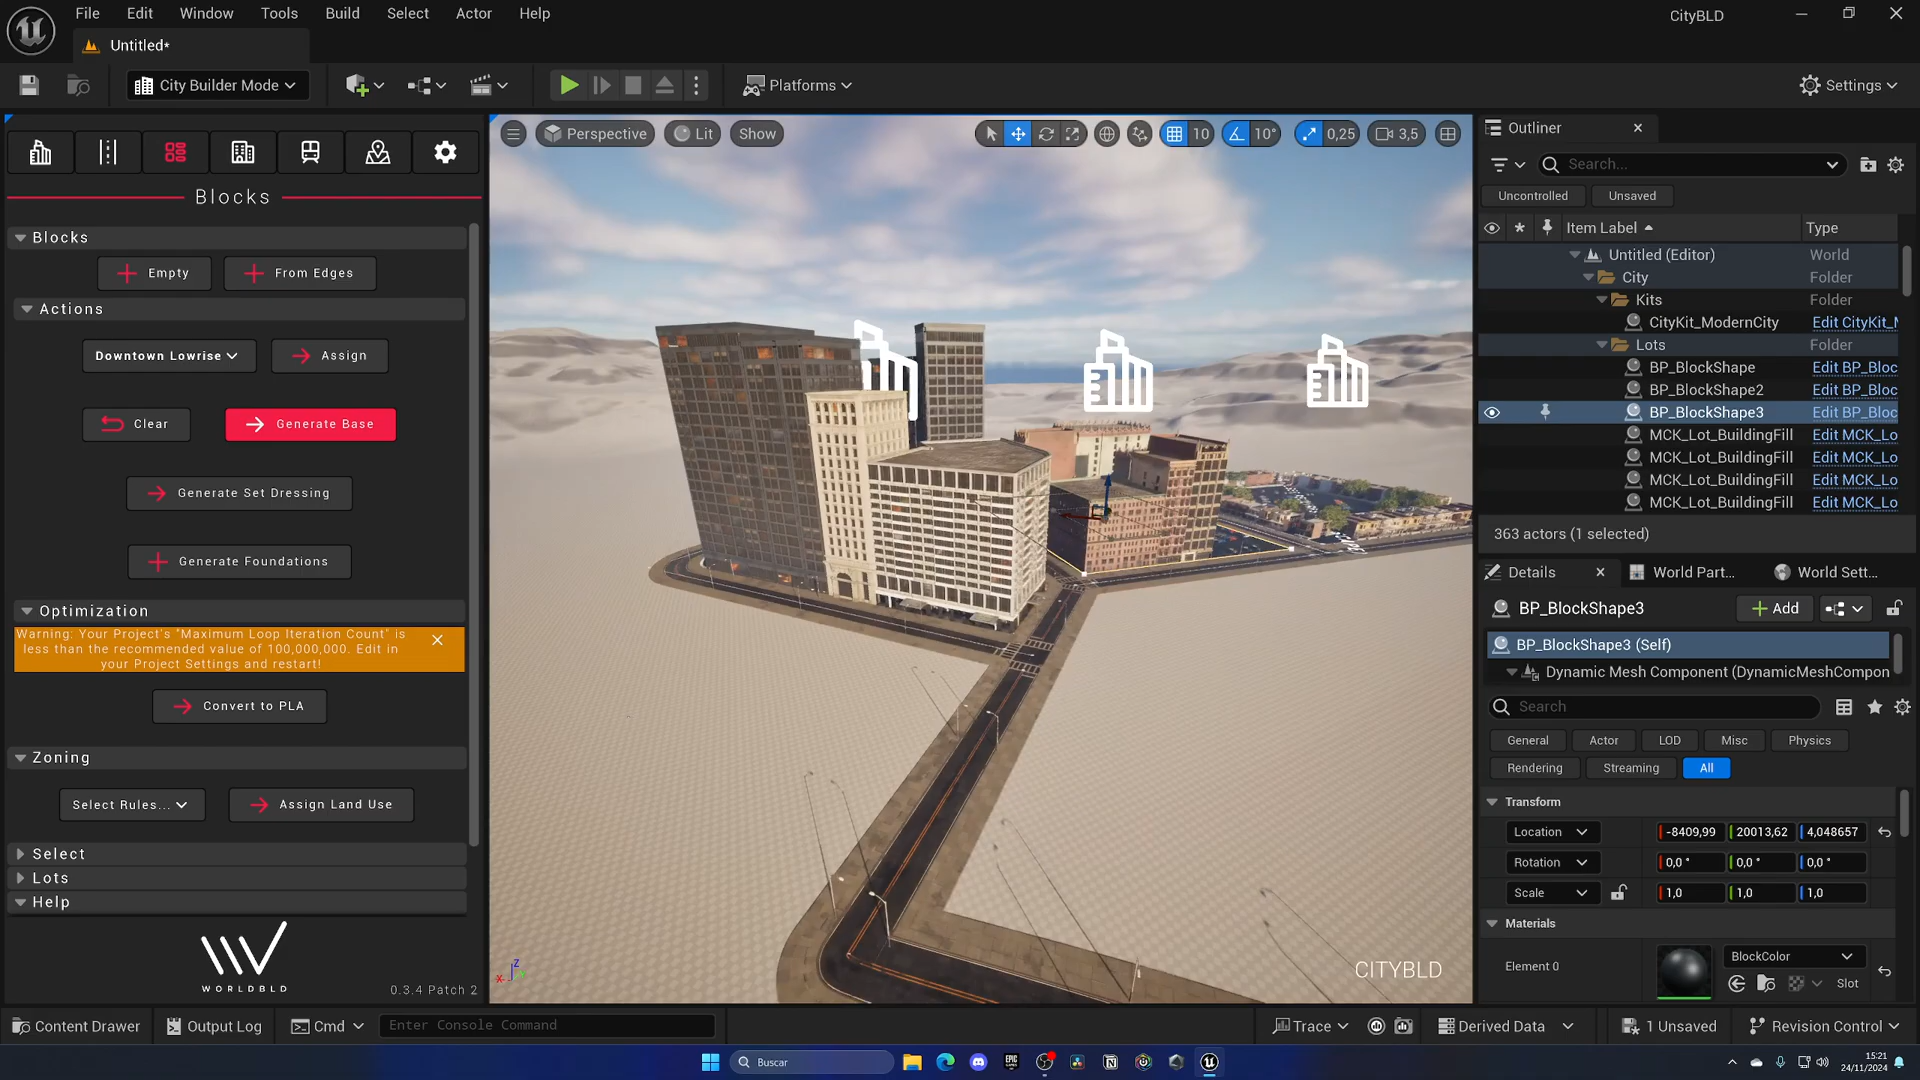 File Edit Window Tools Build Select Actor Help
CityBLD
Untitled*
City Builder Mode
Platforms
Settings
Blocks
Blocks
Empty
From Edges
Actions
Downtown Lowrise
Assign
Clear
Generate Base
Generate Set Dressing
Generate Foundations
Optimization
Warning: Your Project's "Maximum Loop Iteration Count" is
less than the recommended value of 100,000,000. Edit in
your Project Settings and restart!
Convert to PLA
Zoning
Select Rules...
Assign Land Use
Select
Lots
Help
WORLDBLD
0.3.4 Patch 2
Perspective
Lit
Show
10
10°
0,25
3,5
Z
X
CITYBLD
Outliner
Search...
Uncontrolled
Unsaved
Item Label
Type
Untitled (Editor) World
City Folder
Kits Folder
CityKit_ModernCity Edit CityKit_M
Lots Folder
BP_BlockShape Edit BP_Bloc
BP_BlockShape2 Edit BP_Bloc
BP_BlockShape3 Edit BP_Bloc
MCK_Lot_BuildingFill Edit MCK_Lo
MCK_Lot_BuildingFill Edit MCK_Lo
MCK_Lot_BuildingFill Edit MCK_Lo
MCK_Lot_BuildingFill Edit MCK_Lo
363 actors (1 selected)
Details
World Part...
World Sett...
BP_BlockShape3
Add
BP_BlockShape3 (Self)
Dynamic Mesh Component (DynamicMeshCompon
Search
General Actor LOD Misc Physics
Rendering Streaming All
Transform
Location -8409,99 20013,62 4,048657
Rotation 0,0 ° 0,0 ° 0,0 °
Scale 1,0 1,0 1,0
Materials
Element 0
BlockColor
Slot
Content Drawer
Output Log
Cmd
Enter Console Command
Trace
Derived Data
1 Unsaved
Revision Control
Buscar
EPIC
15:21
24/11/2024